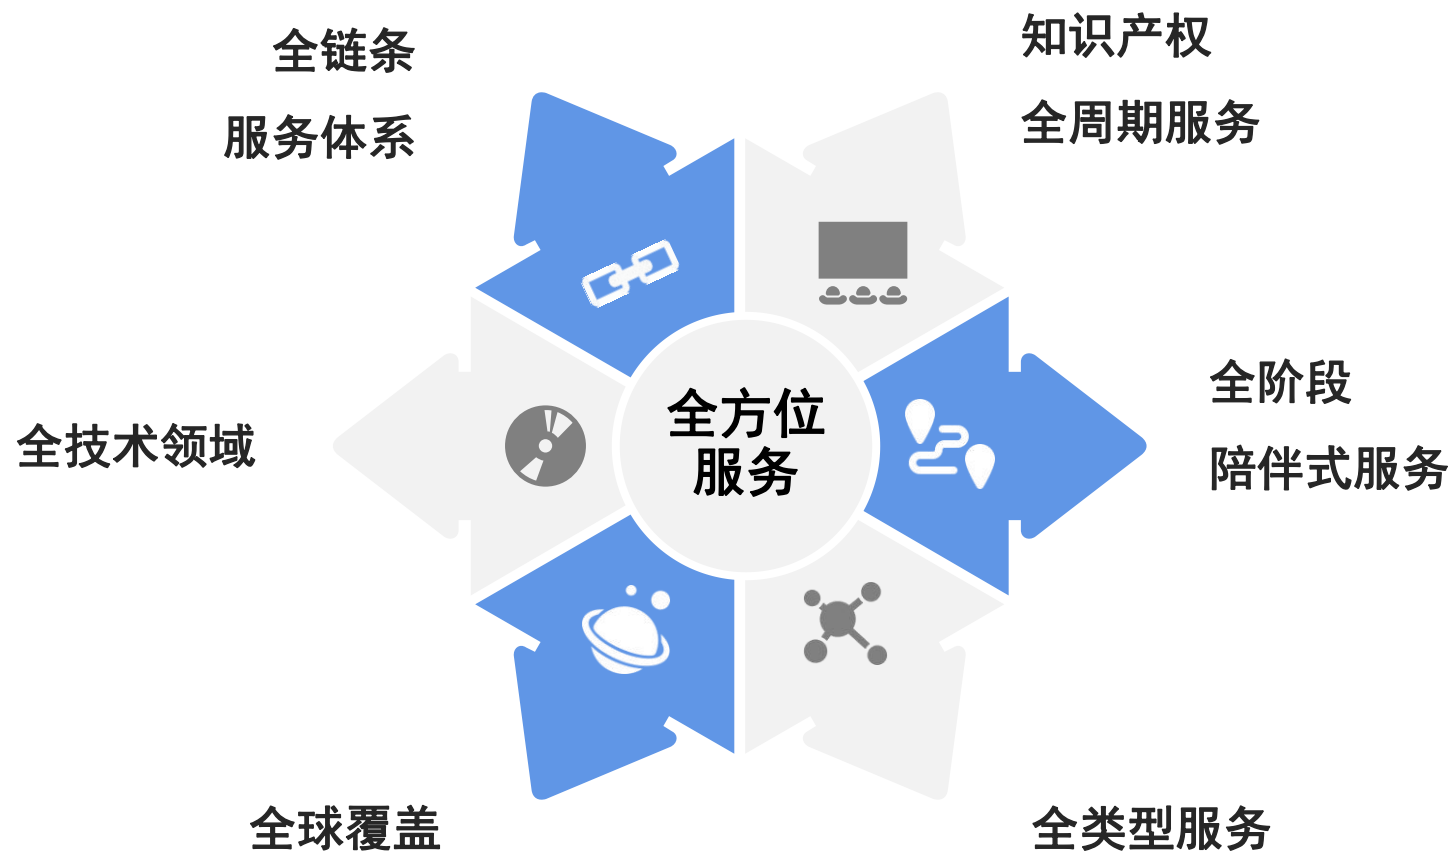 全链条
服务体系
知识产权
全周期服务
全技术领域
全方位
服务
全阶段
陪伴式服务
全球覆盖
全类型服务